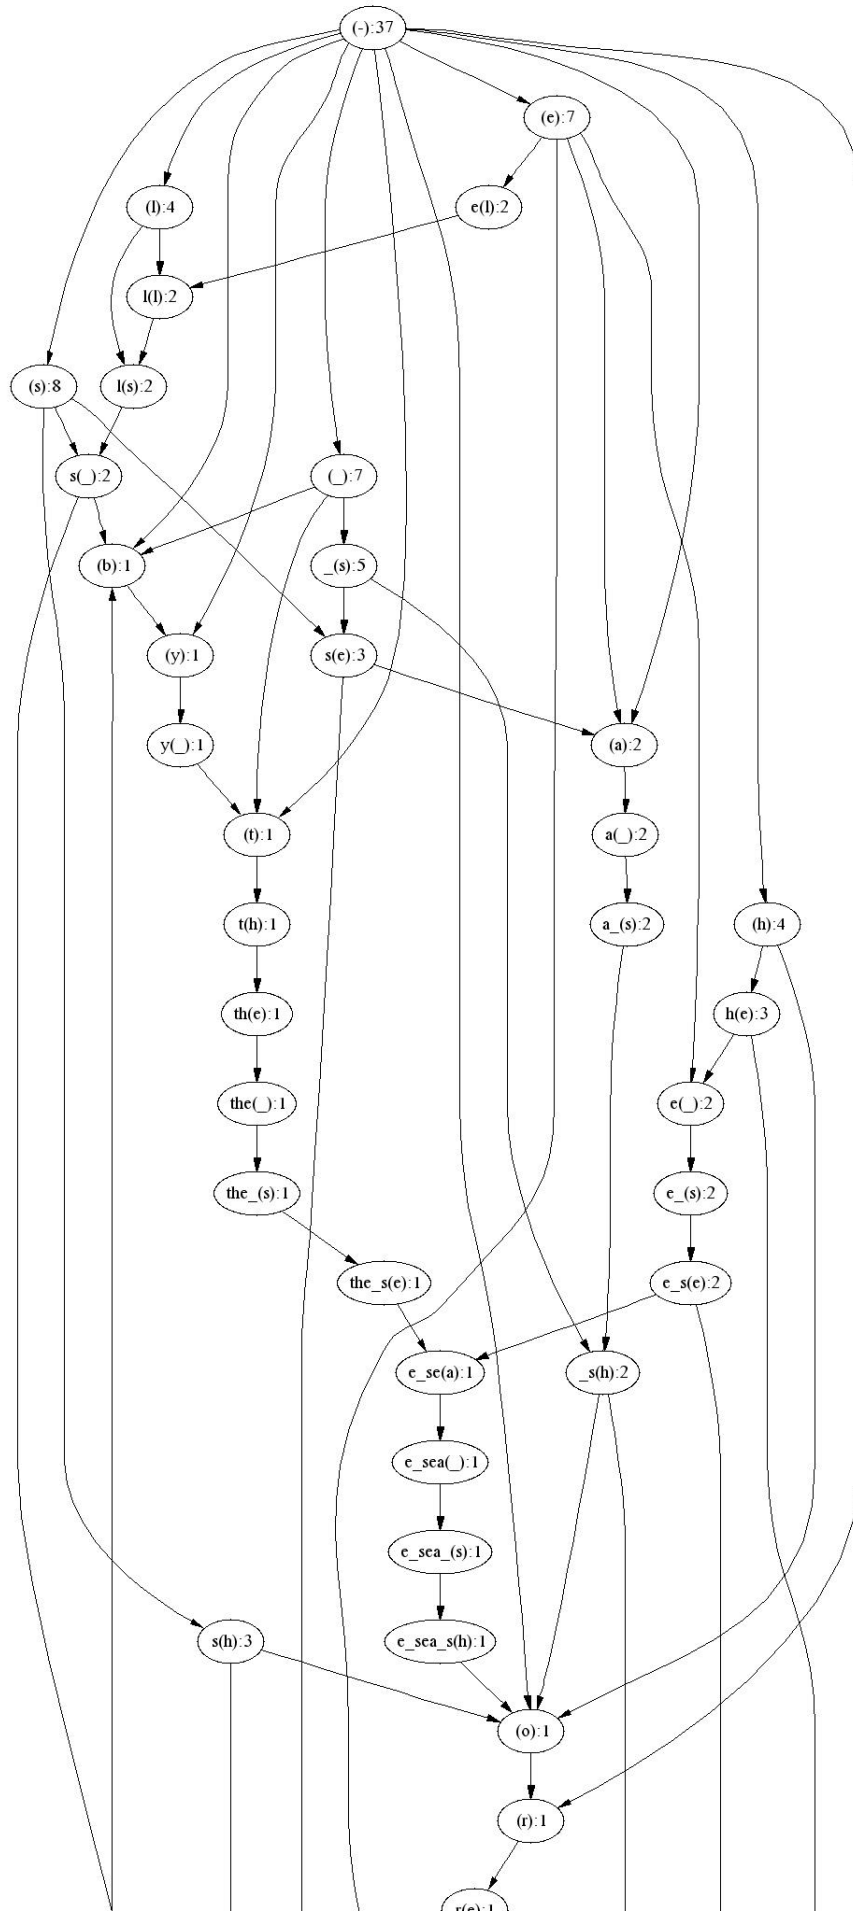 (-):37
(e):7
(l):4
e(l):2
l(l):2
(s):8
l(s):2
s(_):2
(_):7
(b):1
_(s):5
(y):1
s(e):3
y(_):1
(a):2
(t):1
a(_):2
t(h):1
a_(s):2
(h):4
th(e):1
h(e):3
the(_):1
e(_):2
the_(s):1
e_(s):2
the_s(e):1
e_s(e):2
e_se(a):1
_s(h):2
e_sea(_):1
e_sea_(s):1
s(h):3
e_sea_s(h):1
(o):1
(r):1
r(e):1